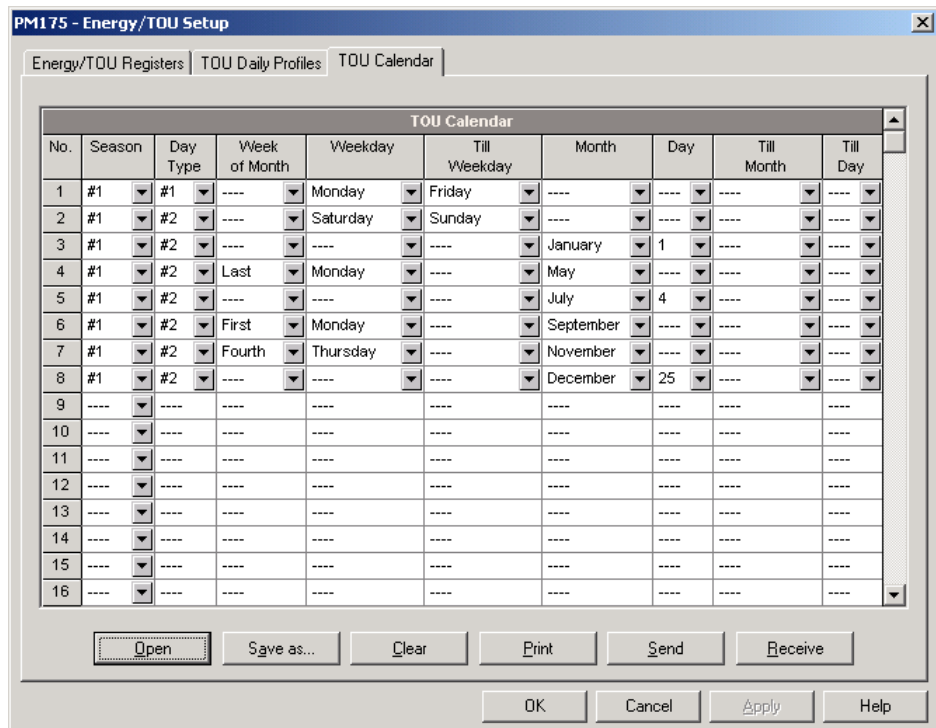 PM175 - Energy/TOU Setup
Energy/TOU Registers TOU Daily Profiles TOU Calendar
TOU Calendar
No. Season Day Type Week of Month Weekday Till Weekday Month Day Till Month Till Day
1 #1 #1 ---- Monday Friday ---- ---- ---- ----
2 #1 #2 ---- Saturday Sunday ---- ---- ---- ----
3 #1 #2 ---- ---- ---- January 1 ---- ----
4 #1 #2 Last Monday ---- May ---- ---- ----
5 #1 #2 ---- ---- ---- July 4 ---- ----
6 #1 #2 First Monday ---- September ---- ---- ----
7 #1 #2 Fourth Thursday ---- November ---- ---- ----
8 #1 #2 ---- ---- ---- December 25 ---- ----
9 ---- ---- ---- ---- ---- ---- ---- ---- ----
10 ---- ---- ---- ---- ---- ---- ---- ---- ----
11 ---- ---- ---- ---- ---- ---- ---- ---- ----
12 ---- ---- ---- ---- ---- ---- ---- ---- ----
13 ---- ---- ---- ---- ---- ---- ---- ---- ----
14 ---- ---- ---- ---- ---- ---- ---- ---- ----
15 ---- ---- ---- ---- ---- ---- ---- ---- ----
16 ---- ---- ---- ---- ---- ---- ---- ---- ----
Open Save as... Clear Print Send Receive
OK Cancel Apply Help